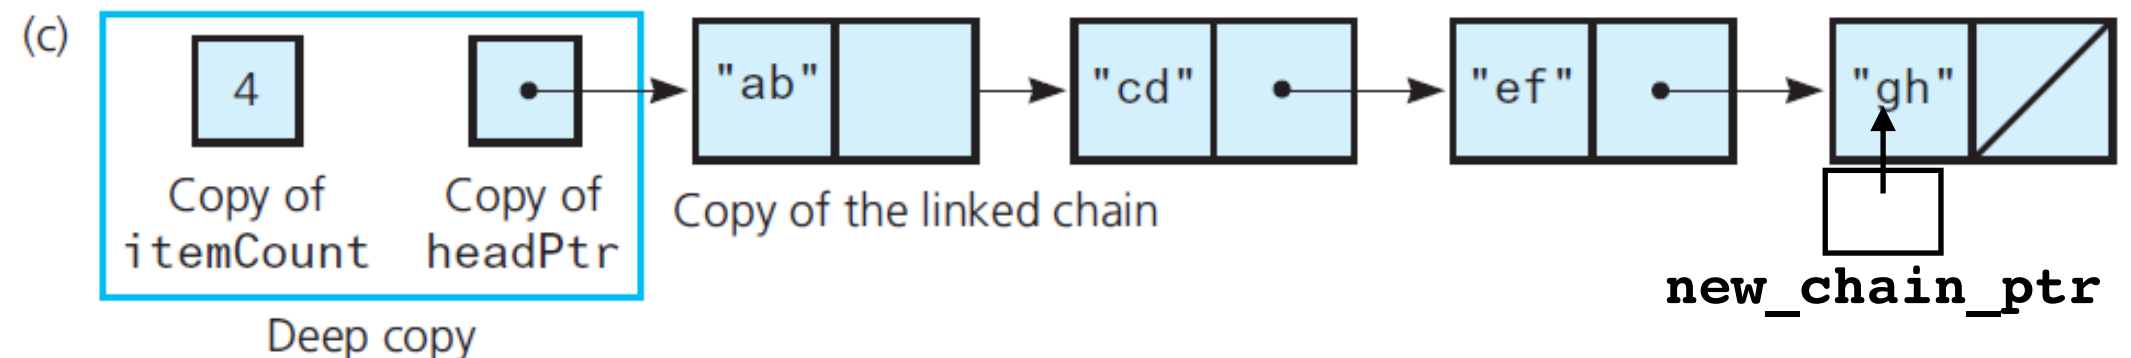 (c)
4
"ab"
"cd"
"ef"
"gh"
Copy of
itemCount
Copy of
headPtr
Copy of the linked chain
new_chain_ptr
Deep copy